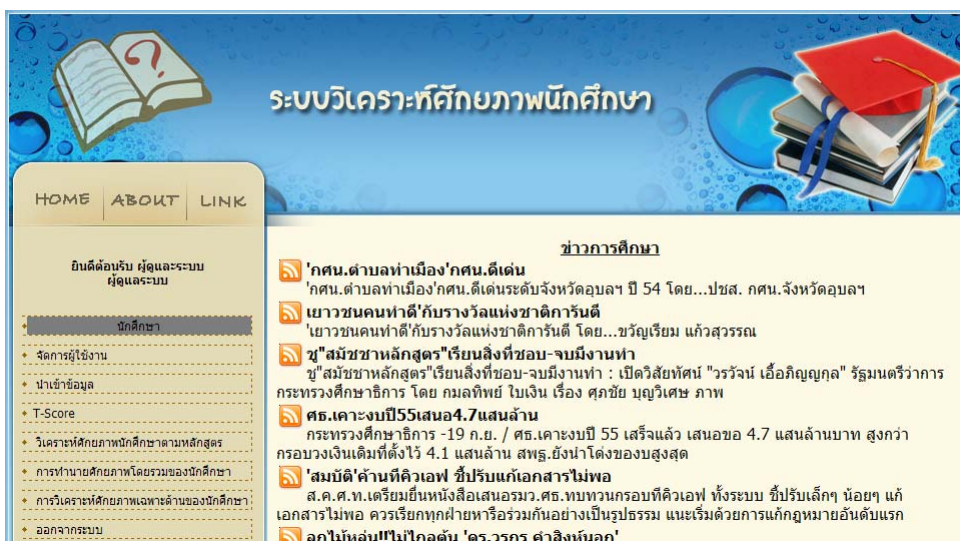 ระบบวิเคราะห์ศักยภาพนักศึกษา
HOME ABOUT LINK
ยินดีต้อนรับ ผู้ดูและระบบ
ผู้ดูแลระบบ
นักศึกษา
จัดการผู้ใช้งาน
นำเข้าข้อมูล
T-Score
วิเคราะห์ศักยภาพนักศึกษาตามหลักสูตร
การทำนายศักยภาพโดยรวมของนักศึกษา
การวิเคราะห์ศักยภาพเฉพาะด้านของนักศึกษา
ออกจากระบบ
ข่าวการศึกษา
'กศน.ตำบลท่าเมือง'กศน.ดีเด่น
'กศน.ตำบลท่าเมือง'กศน.ดีเด่นระดับจังหวัดอุบลฯ ปี 54 โดย...ปชส. กศน.จังหวัดอุบลฯ
เยาวชนคนทำดี'กับรางวัลแห่งชาติการันตี
'เยาวชนคนทำดี'กับรางวัลแห่งชาติการันตี โดย...ขวัญเรียม แก้วสุวรรณ
ชู"สมัชชาหลักสูตร"เรียนสิ่งที่ชอบ-จบมีงานทำ
ชู"สมัชชาหลักสูตร"เรียนสิ่งที่ชอบ-จบมีงานทำ : เปิดวิสัยทัศน์ "วรวัจน์ เอื้อภิญญกุล" รัฐมนตรีว่าการ
กระทรวงศึกษาธิการ โดย กมลทิพย์ ใบเงิน เรื่อง ศุภชัย บุญวิเศษ ภาพ
ศธ.เคาะงบปี55เสนอ4.7แสนล้าน
กระทรวงศึกษาธิการ -19 ก.ย. / ศธ.เคาะงบปี 55 เสร็จแล้ว เสนอขอ 4.7 แสนล้านบาท สูงกว่า
กรอบวงเงินเดิมที่ตั้งไว้ 4.1 แสนล้าน สพฐ.ยังนำโด่งของบสูงสุด
'สมบัติ'ค้านทีคิวเอฟ ชี้ปรับแก้เอกสารไม่พอ
ส.ค.ศ.ท.เตรียมยื่นหนังสือเสนอรมว.ศธ.ทบทวนกรอบทีคิวเอฟ ทั้งระบบ ชี้ปรับเล็กๆ น้อยๆ แก้
เอกสารไม่พอ ควรเรียกทุกฝ่ายหารือร่วมกันอย่างเป็นรูปธรรม แนะเริ่มด้วยการแก้กฎหมายอันดับแรก
ลูกไม้หล่น!!ไม่ไกลต้น 'ดร.วรกร คำสิงห์นอก'